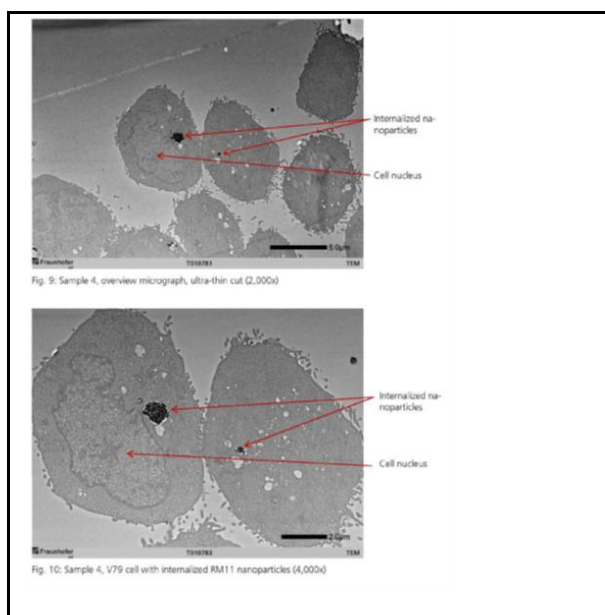 Internalized na-
noparticles
Cell nucleus
5.0µm
Fraunhofer
T010781
TEM
Fig. 9: Sample 4, overview micrograph, ultra-thin cut (2,000x)
Internalized na-
noparticles
Cell nucleus
2.0µm
Fraunhofer
T010783
TEM
Fig. 10: Sample 4, V79 cell with internalized RM11 nanoparticles (4,000x)